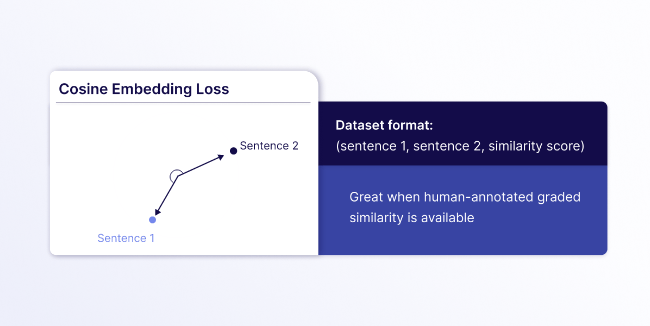 Cosine Embedding Loss
Sentence 2
Sentence 1
Dataset format:
(sentence 1, sentence 2, similarity score)
Great when human-annotated graded
similarity is available